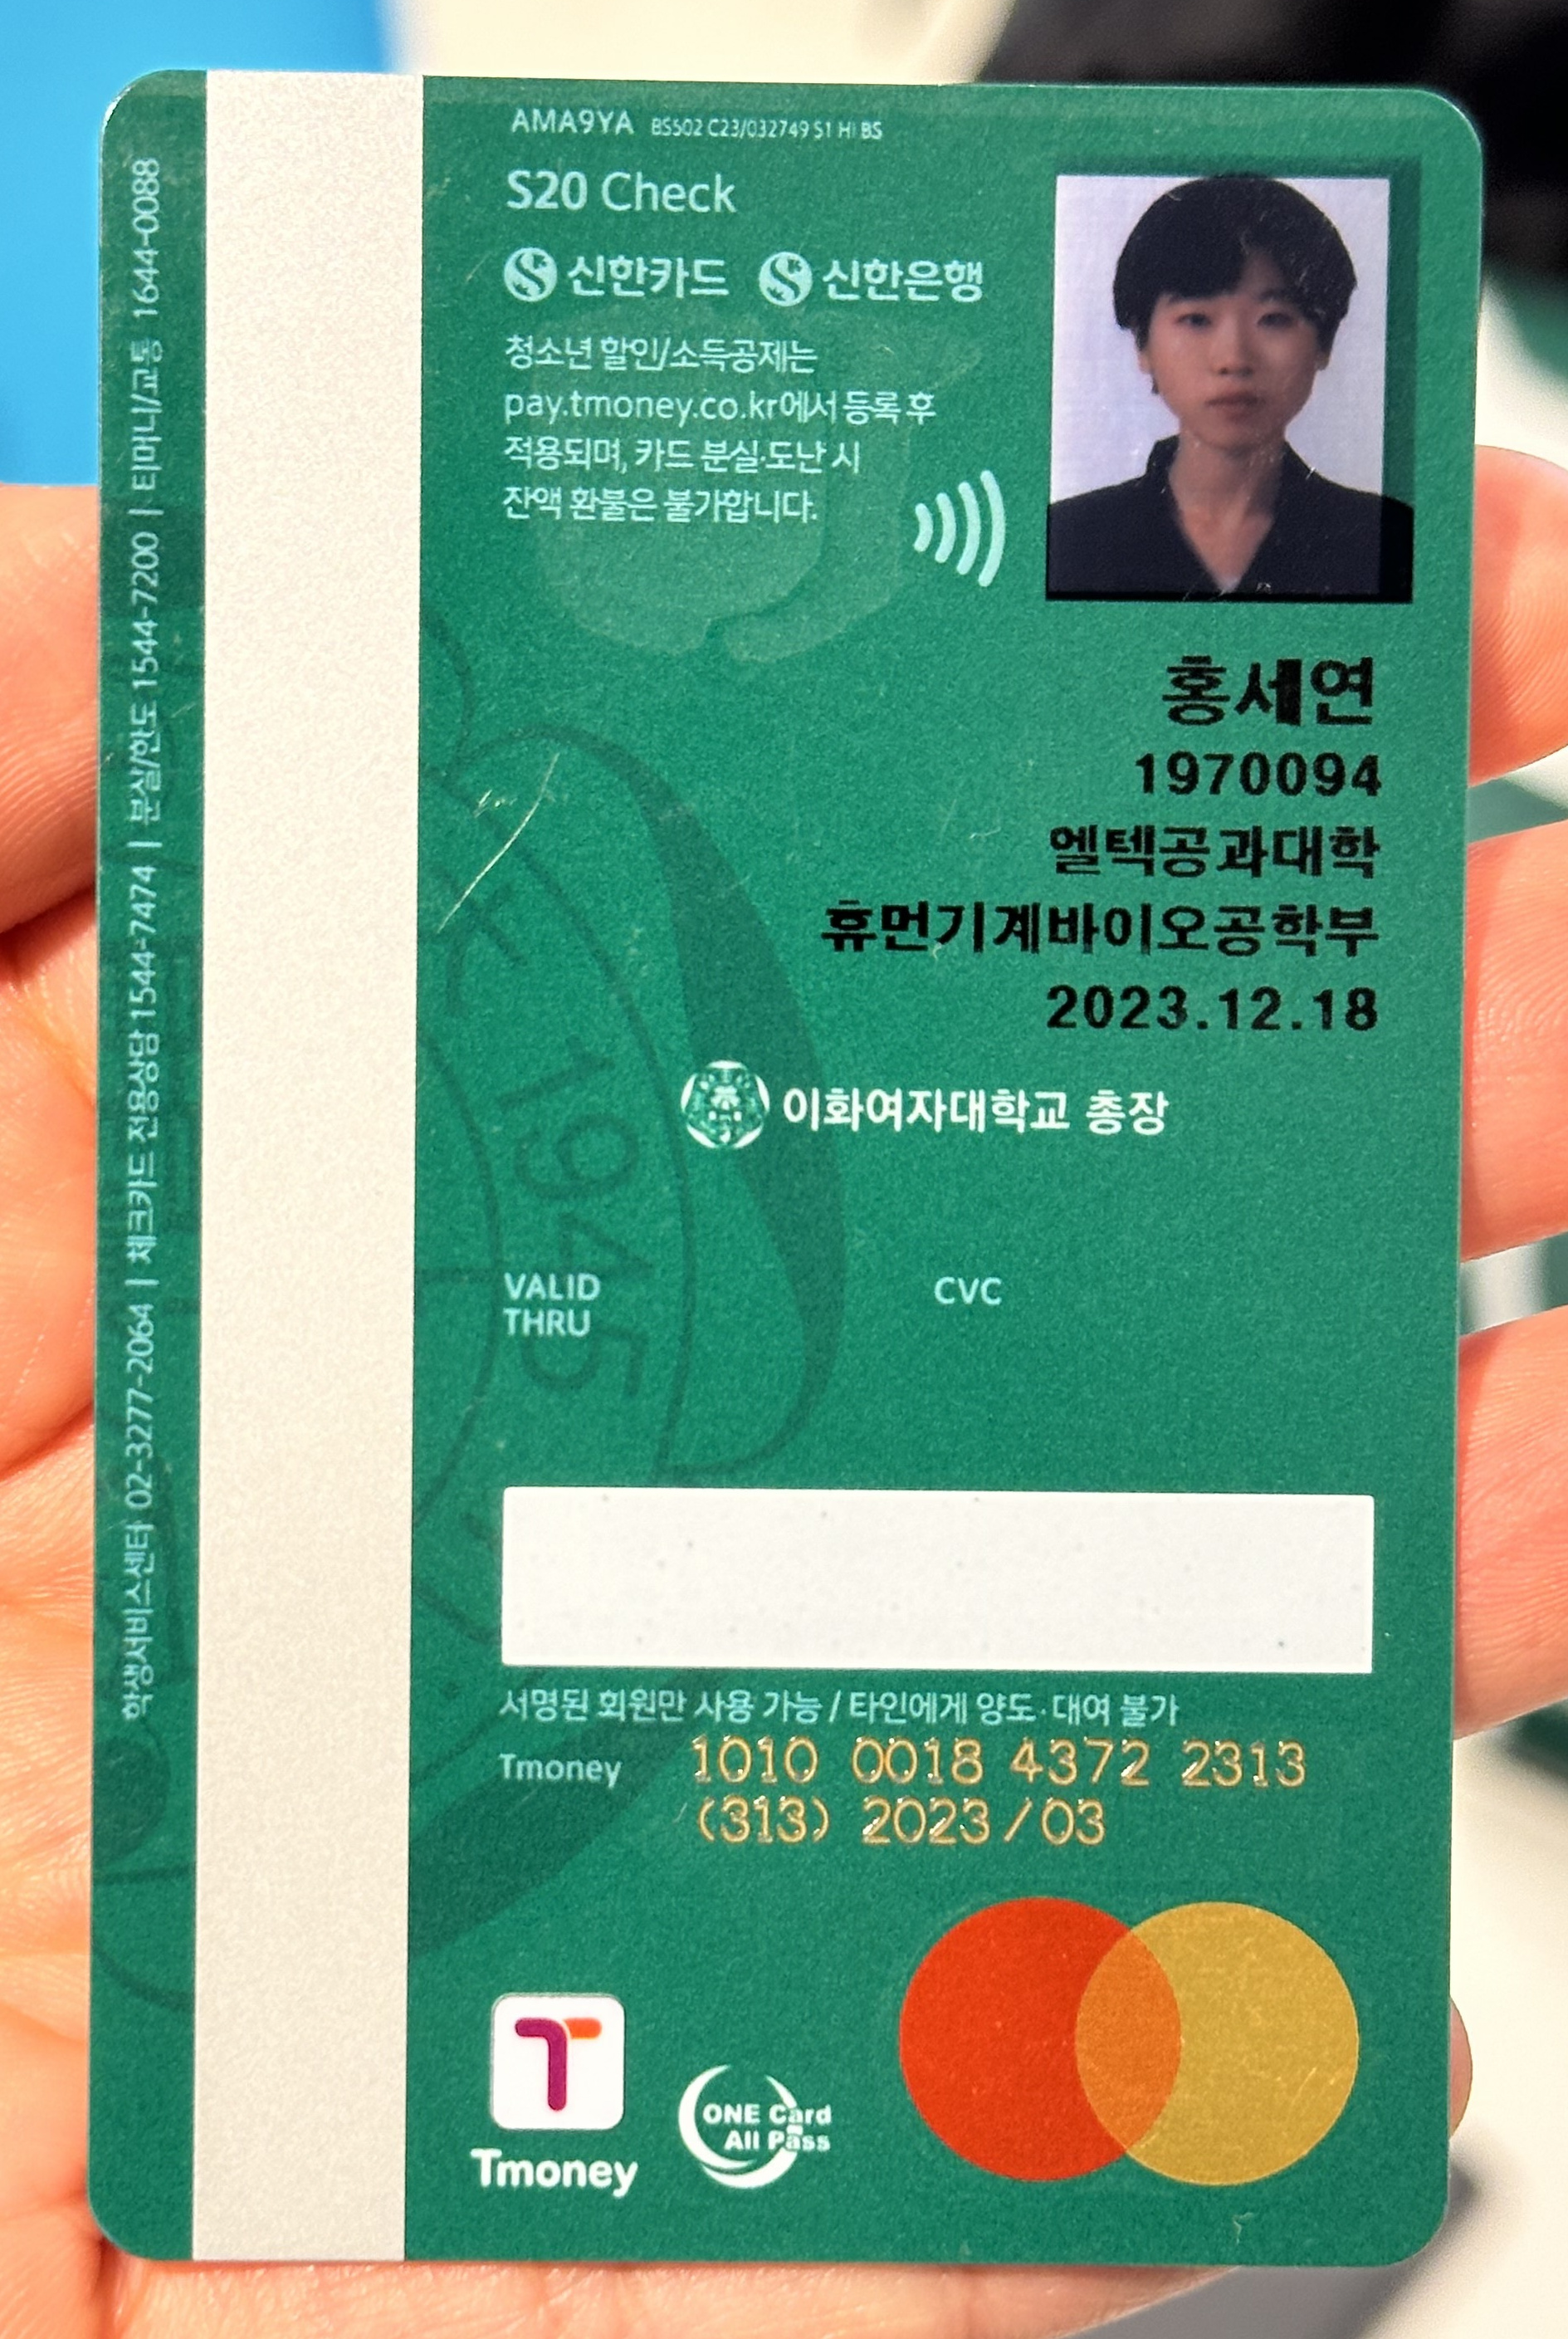 AMA9YA BS502 C23/032749 S1 HI BS
S20 Check
신한카드 신한은행
청소년 할인/소득공제는
pay.tmoney.co.kr에서 등록 후
적용되며, 카드 분실·도난 시
잔액 환불은 불가합니다.
홍세연
1970094
엘텍공과대학
휴먼기계바이오공학부
2023.12.18
이화여자대학교 총장
1945
VALID
THRU
CVC
서명된 회원만 사용 가능 / 타인에게 양도·대여 불가
Tmoney 1010 0018 4372 2313
(313) 2023/03
Tmoney
ONE Card
All Pass
학생서비스센터 02-3277-2064 | 체크카드 전용상담 1544-7474 | 분실/한도 1544-7200 | 티머니/교통 1644-0088